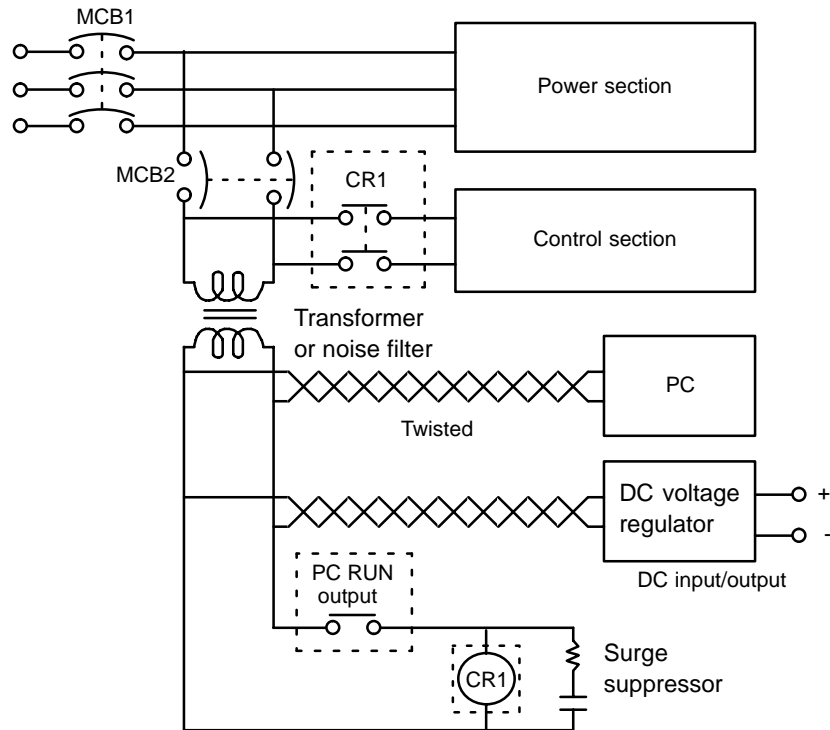 MCB1
Power section
MCB2
CR1
Control section
Transformer
or noise filter
PC
Twisted
DC voltage
regulator
+
-
DC input/output
PC RUN
output
CR1
Surge
suppressor